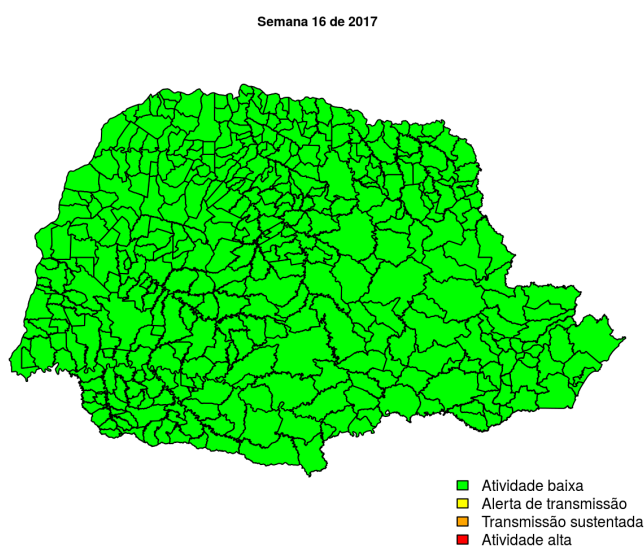 Semana 16 de 2017
Atividade baixa
Alerta de transmissão
Transmissão sustentada
Atividade alta